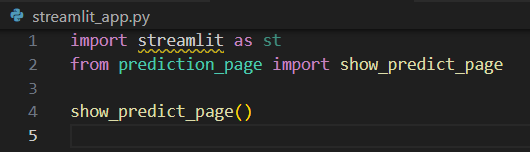 streamlit_app.py
1 import streamlit as st
2 from prediction_page import show_predict_page
3
4 show_predict_page()
5